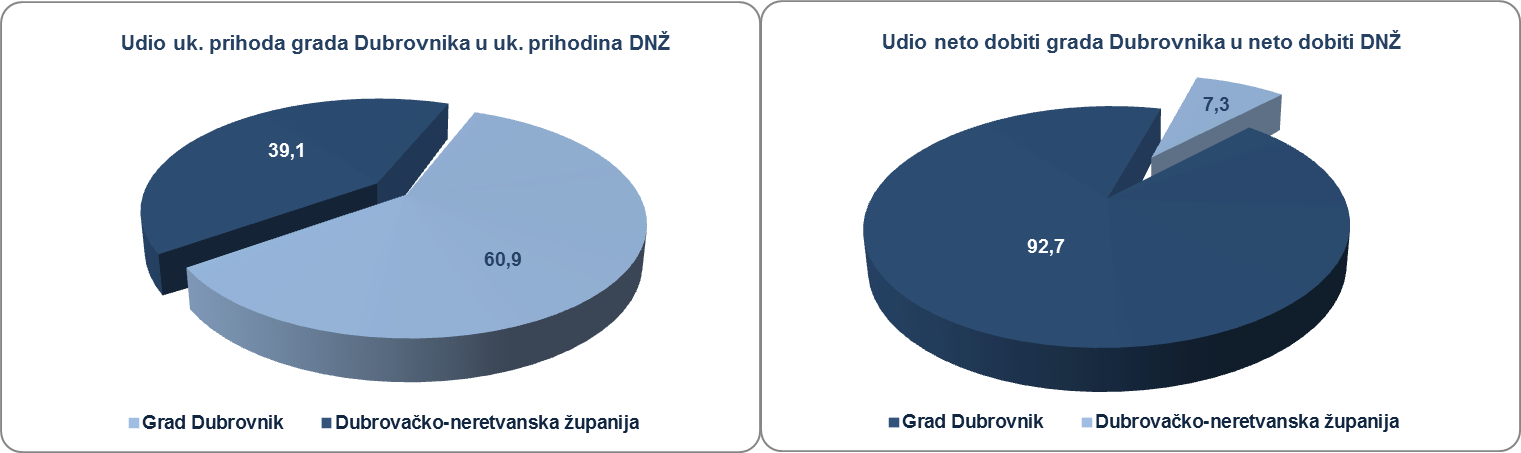 Udio uk. prihoda grada Dubrovnika u uk. prihodina DNŽ
39,1
60,9
Grad Dubrovnik
Dubrovačko-neretvanska županija
Udio neto dobiti grada Dubrovnika u neto dobiti DNŽ
7,3
92,7
Grad Dubrovnik
Dubrovačko-neretvanska županija